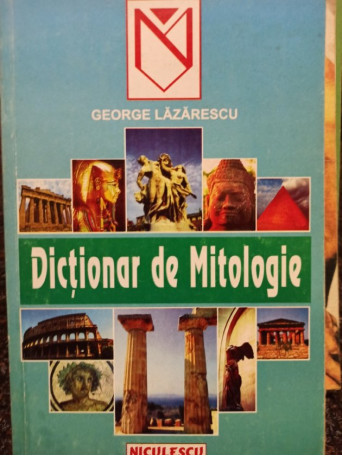 GEORGE LĂZĂRESCU
Dicționar de Mitologie
NICULESCU